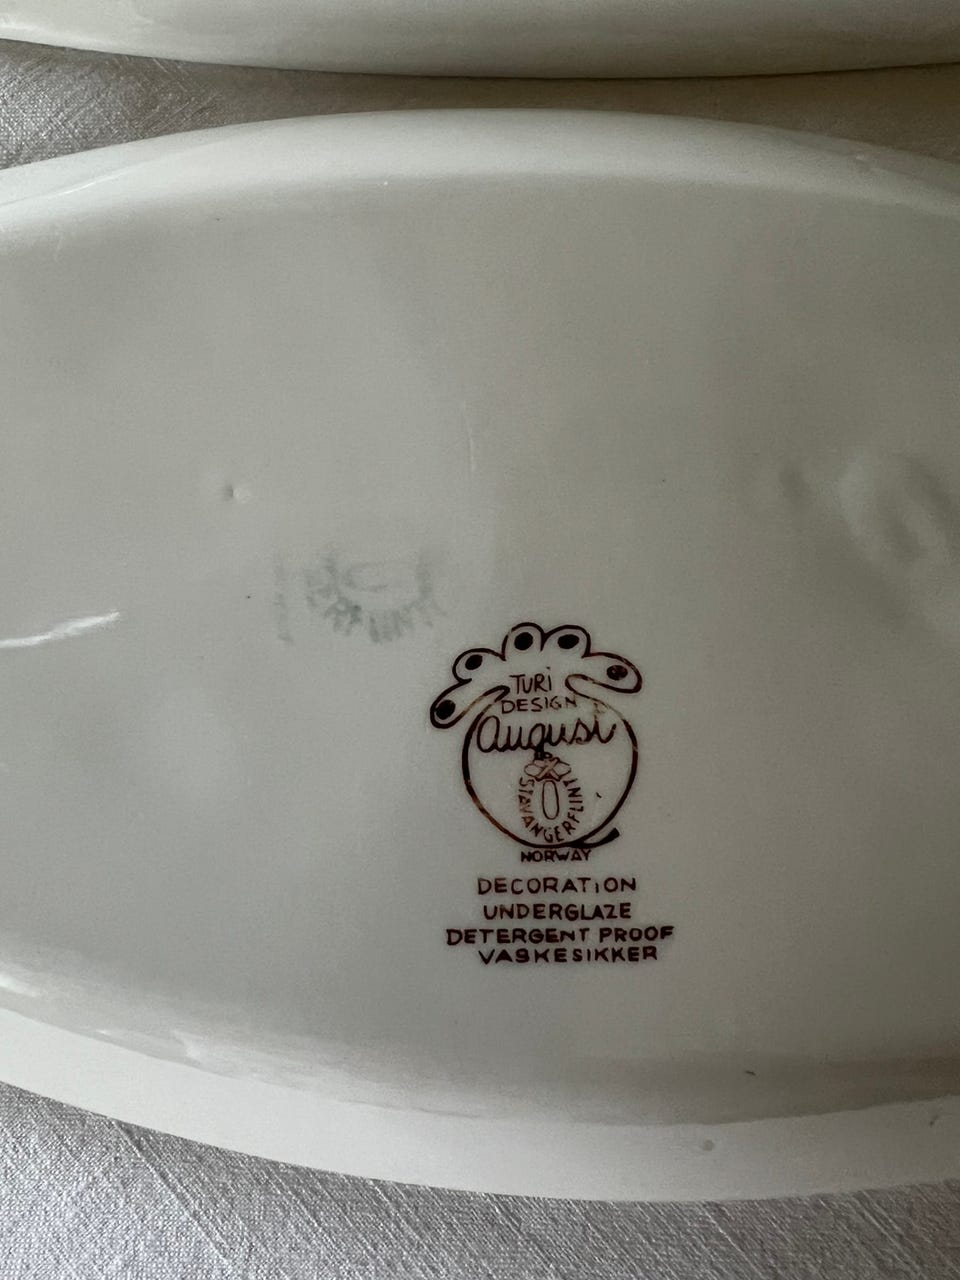 TURi
DESIGN
August
STAVANGERFLINT
NORWAY
DECORATiON
UNDERGLAZE
DETERGENT PROOF
VASKESIKKER